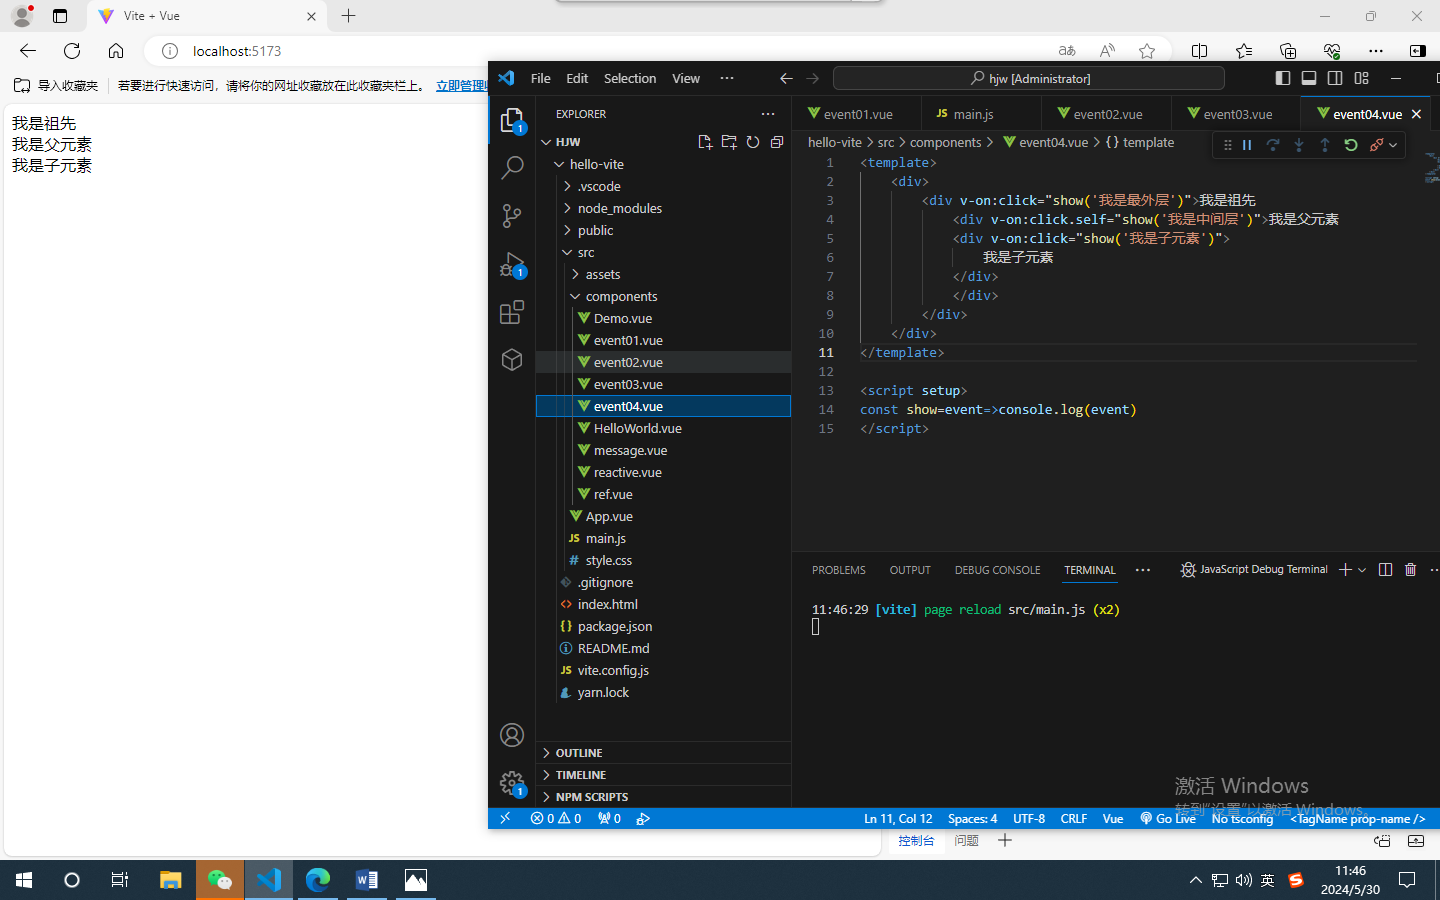 Vite + Vue
localhost:5173
导入收藏夹 若要进行快速访问，请将你的网址收藏放在此收藏夹栏上。 立即管理
我是祖先
我是父元素
我是子元素
File Edit Selection View ···
hjw [Administrator]
EXPLORER
HJW
hello-vite
.vscode
node_modules
public
src
assets
components
Demo.vue
event01.vue
event02.vue
event03.vue
event04.vue
HelloWorld.vue
message.vue
reactive.vue
ref.vue
App.vue
JS main.js
# style.css
.gitignore
<> index.html
{} package.json
README.md
JS vite.config.js
yarn.lock
OUTLINE
TIMELINE
NPM SCRIPTS
event01.vue JS main.js event02.vue event03.vue event04.vue
hello-vite > src > components > event04.vue > {} template
1 <template>
2 <div>
3 <div v-on:click="show('我是最外层')">我是祖先
4 <div v-on:click.self="show('我是中间层')">我是父元素
5 <div v-on:click="show('我是子元素')">
6 我是子元素
7 </div>
8 </div>
9 </div>
10 </div>
11 </template>
12
13 <script setup>
14 const show=event=>console.log(event)
15 </script>
PROBLEMS OUTPUT DEBUG CONSOLE TERMINAL ··· JavaScript Debug Terminal
11:46:29 [vite] page reload src/main.js (x2)
激活 Windows
转到"设置"以激活 Windows。
0 0 0 Ln 11, Col 12 Spaces: 4 UTF-8 CRLF Vue Go Live No tsconfig <TagName prop-name />
控制台 问题
英
11:46
2024/5/30